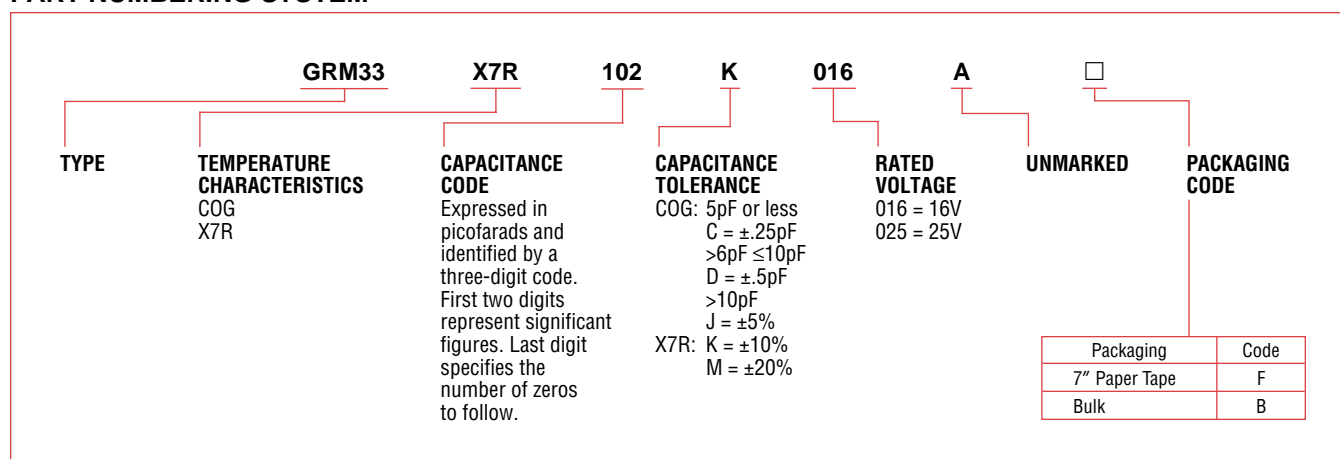 PART NUMBERING SYSTEM
GRM33 X7R 102 K 016 A □
TYPE
TEMPERATURE
CHARACTERISTICS
COG
X7R
CAPACITANCE
CODE
Expressed in
picofarads and
identified by a
three-digit code.
First two digits
represent significant
figures. Last digit
specifies the
number of zeros
to follow.
CAPACITANCE
TOLERANCE
COG: 5pF or less
C = ±.25pF
>6pF ≤10pF
D = ±.5pF
>10pF
J = ±5%
X7R: K = ±10%
M = ±20%
RATED
VOLTAGE
016 = 16V
025 = 25V
UNMARKED
PACKAGING
CODE
Packaging Code
7″ Paper Tape F
Bulk B